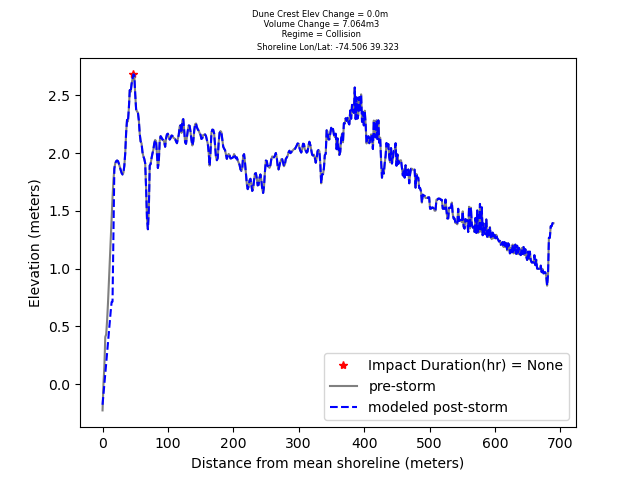 Dune Crest Elev Change = 0.0m
Volume Change = 7.064m3
Regime = Collision
Shoreline Lon/Lat: -74.506 39.323
2.5
2.0
1.5
1.0
0.5
0.0
Elevation (meters)
Impact Duration(hr) = None
pre-storm
modeled post-storm
0 100 200 300 400 500 600 700
Distance from mean shoreline (meters)